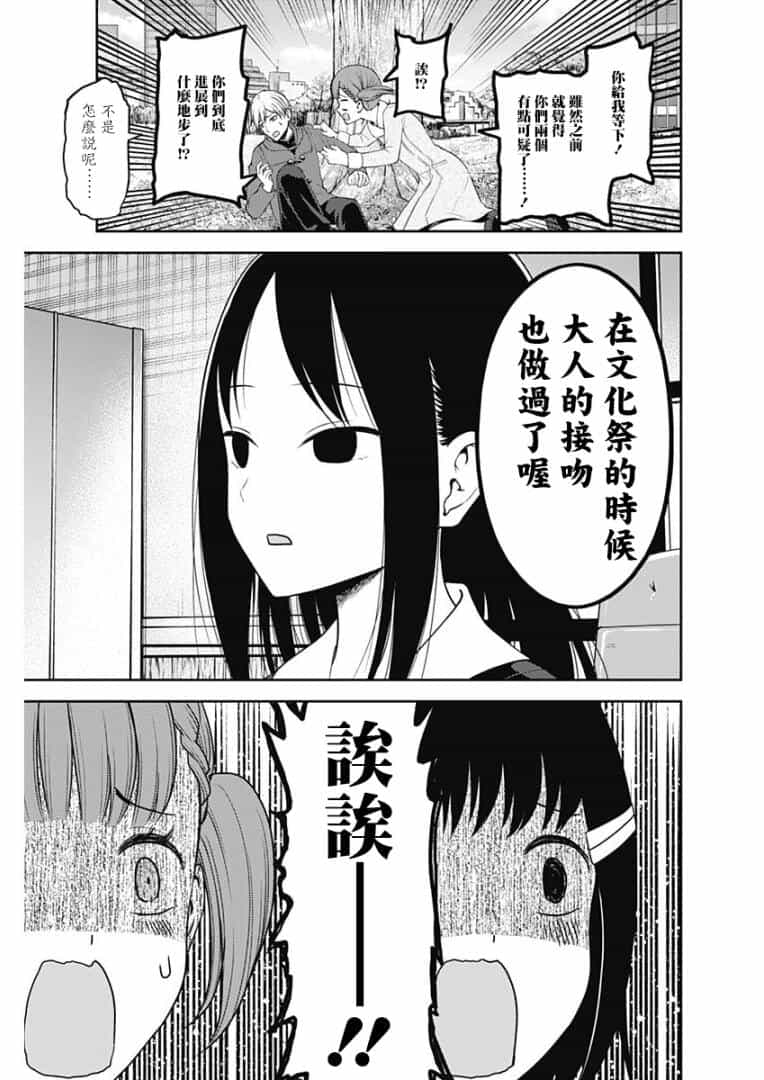 你給我等下！
雖然之前
就覺得
你們兩個
有點可疑了……！
誒！？
你們到底
進展到
什麼地步了！？
不是
怎麼說呢……
在文化祭的時候
大人的接吻
也做過了喔
誒誒——！！